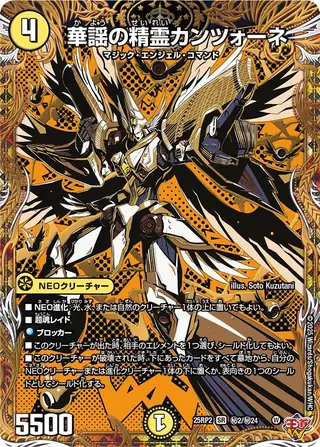 4
かようせいれい
華謡の精霊カンツォーネ
マジック・エンジェル・コマンド
illus. Soto Kuzutani
NEOクリーチャー
■NEO進化:光、水、または自然のクリーチャー1体の上に置いてもよい。
■超魂レイド
ブロッカー
■このクリーチャーが出た時、相手のエレメントを1つ選び、シールド化してもよい。
■このクリーチャーが破壊された時、下にあったカードをすべて墓地から、自分のNEOクリーチャーまたは進化クリーチャー1体の下に置くか、表向きの1つのシールドとしてシールド化する。
5500
1
25RP2 SR